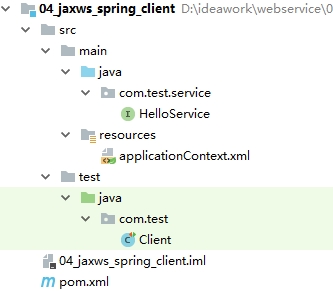 04_jaxws_spring_client D:\ideawork\webservice\0
src
main
java
com.test.service
HelloService
resources
applicationContext.xml
test
java
com.test
Client
04_jaxws_spring_client.iml
pom.xml